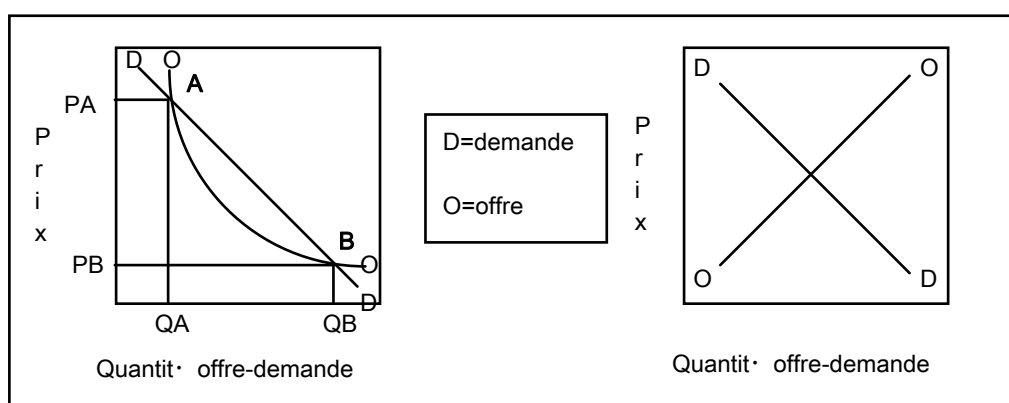 D O
A
PA
P
r
i
x
B
PB
O
D
QA
QB
Quantit· offre-demande
D=demande
O=offre
P
r
i
x
D
O
O
D
Quantit· offre-demande